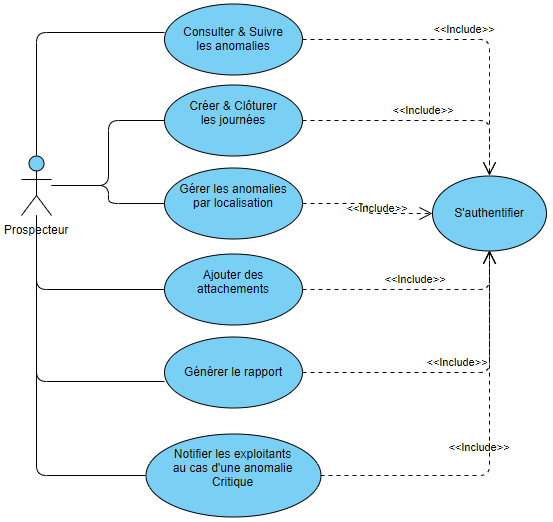 Consulter & Suivre
les anomalies
<<Include>>
Créer & Clôturer
les journées
<<Include>>
Gérer les anomalies
par localisation
<<Include>>
S'authentifier
Prospecteur
Ajouter des
attachements
<<Include>>
Générer le rapport
<<Include>>
Notifier les exploitants
au cas d'une anomalie
Critique
<<Include>>